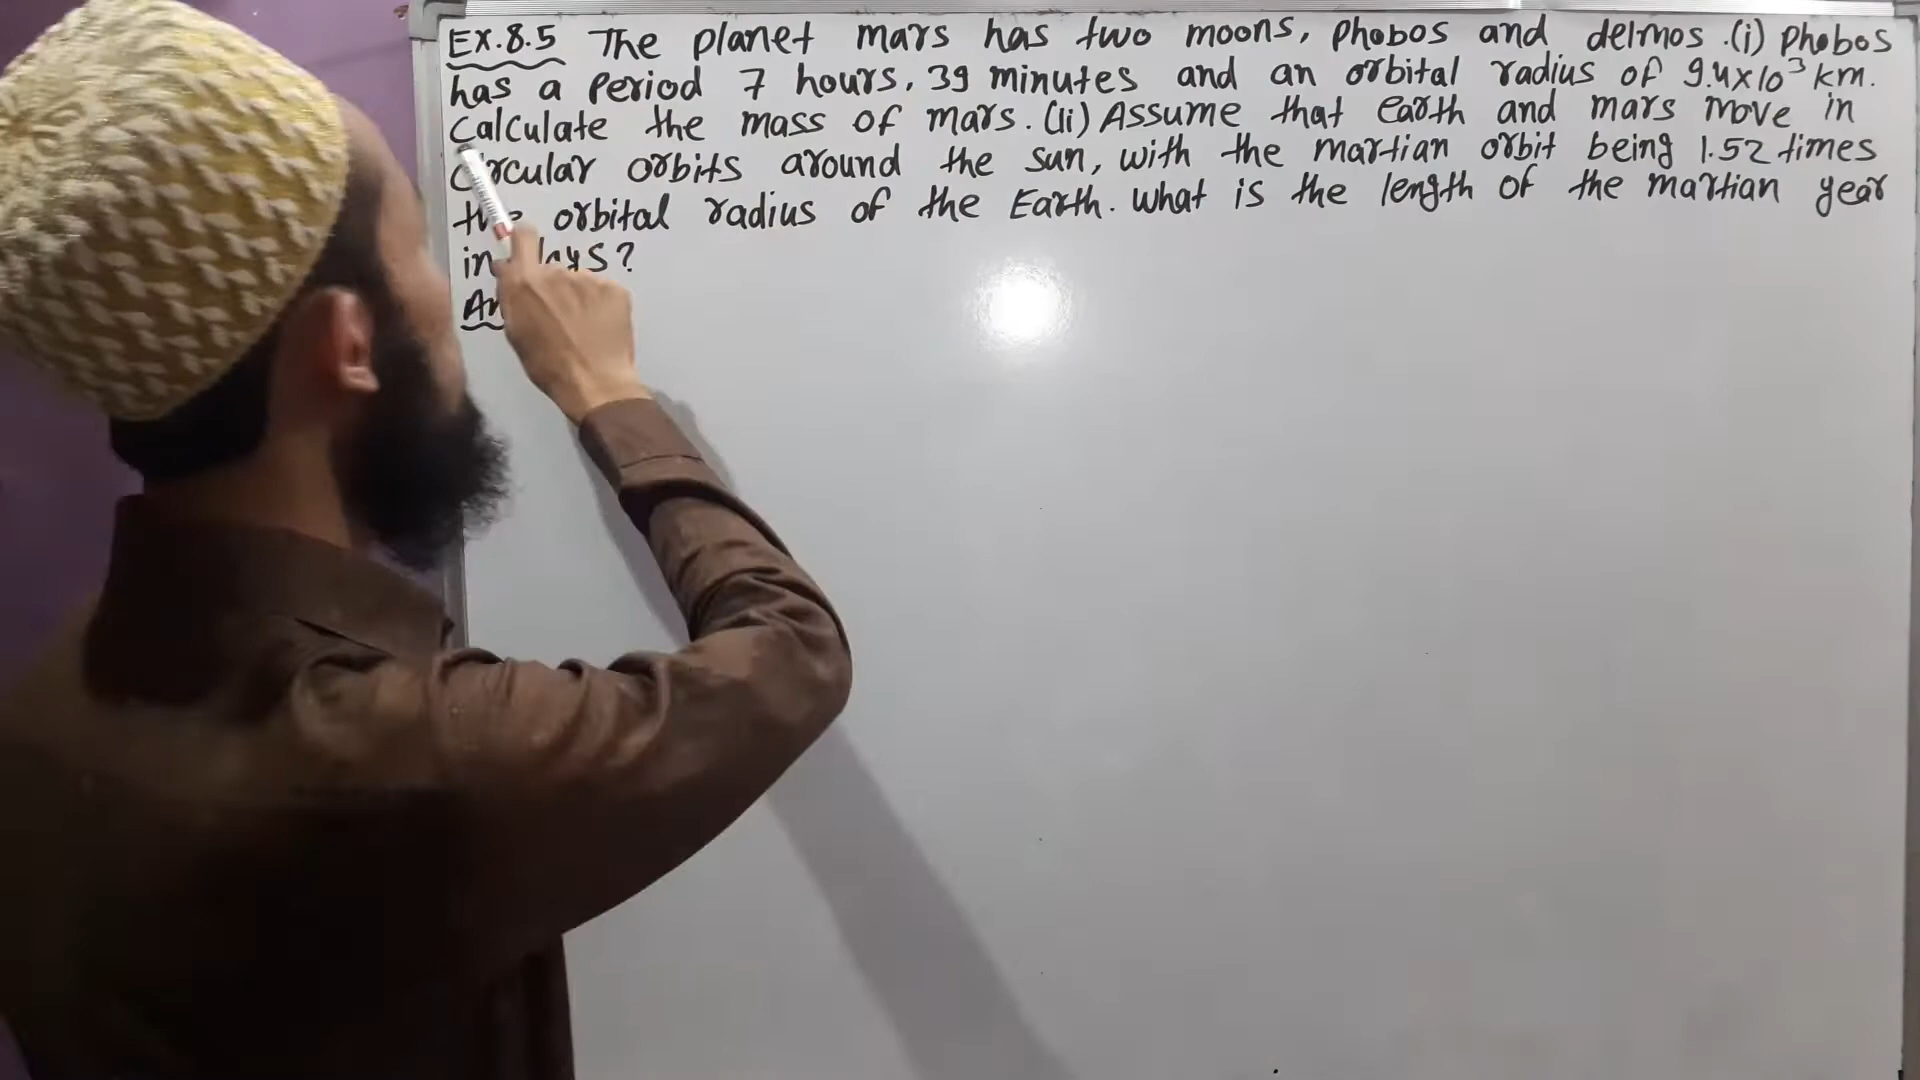 EX.8.5 The planet mars has two moons, phobos and delmos .(i) phobos
has a period 7 hours, 39 minutes and an orbital radius of 9.4x10³ km.
calculate the mass of mars. (ii) Assume that earth and mars move in
circular orbits around the sun, with the martian orbit being 1.52 times
the orbital radius of the Earth. what is the length of the martian year
in days?